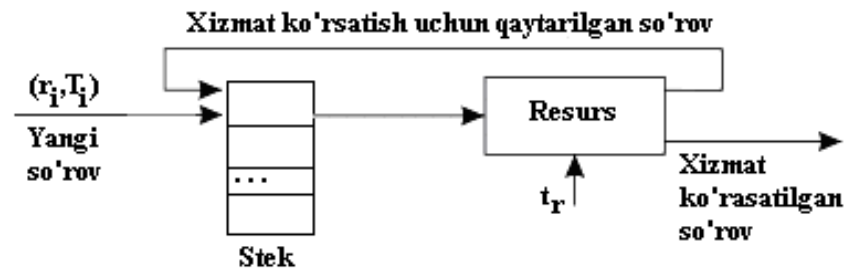 Xizmat ko'rsatish uchun qaytarilgan so'rov
(rᵢ,Tᵢ)
Yangi
so'rov
Resurs
...
tᵣ
Xizmat
ko'rasatilgan
so'rov
Stek